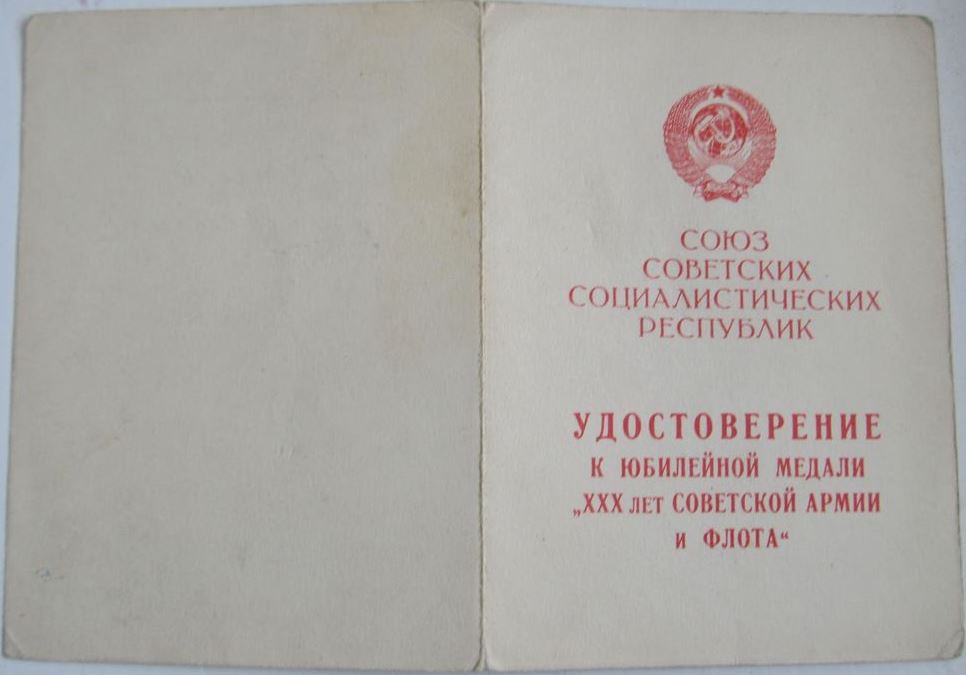 СОЮЗ
СОВЕТСКИХ
СОЦИАЛИСТИЧЕСКИХ
РЕСПУБЛИК
УДОСТОВЕРЕНИЕ
К ЮБИЛЕЙНОЙ МЕДАЛИ
„XXX ЛЕТ СОВЕТСКОЙ АРМИИ
И ФЛОТА“